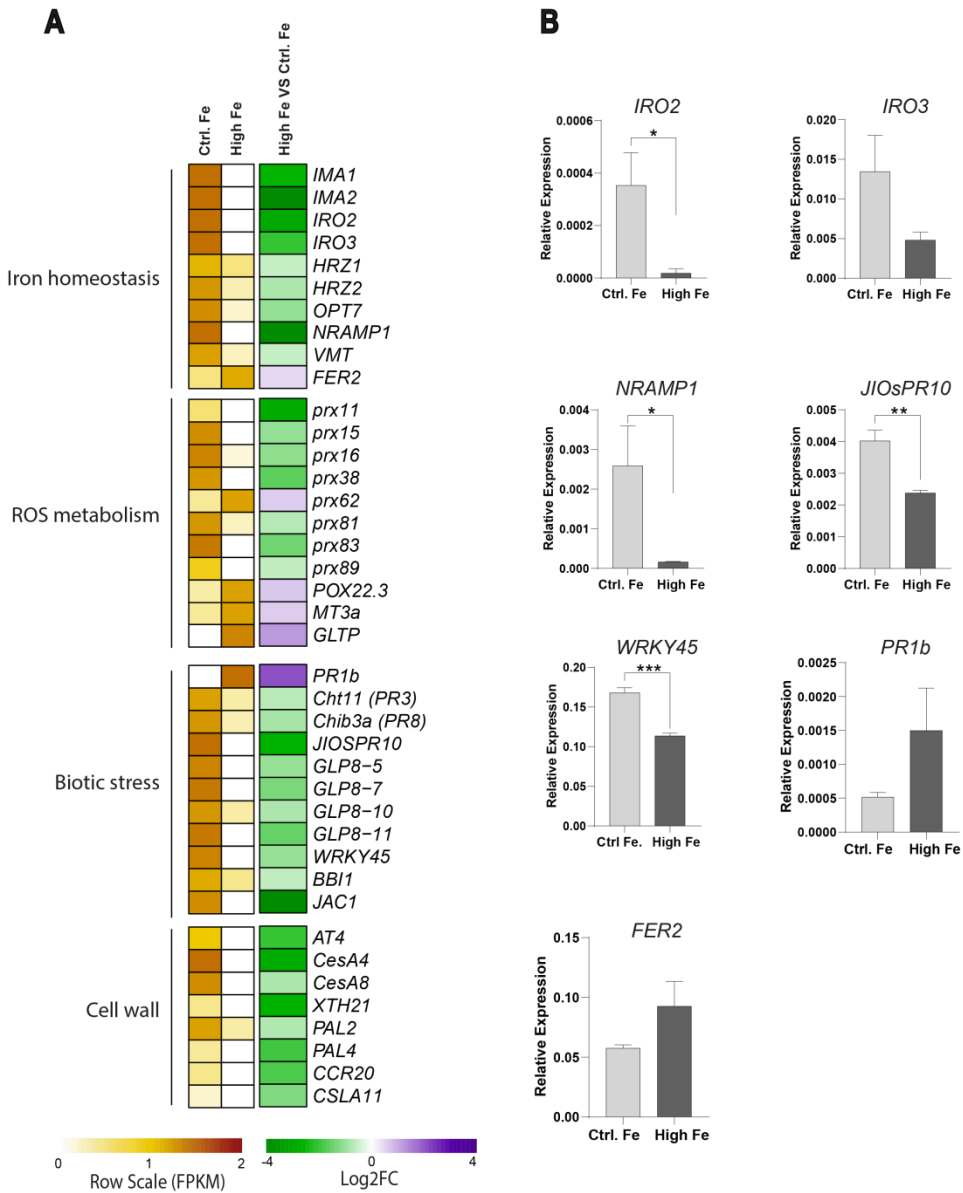 A
Ctrl. Fe
High Fe
High Fe VS Ctrl. Fe
Iron homeostasis
IMA1
IMA2
IRO2
IRO3
HRZ1
HRZ2
OPT7
NRAMP1
VMT
FER2
ROS metabolism
prx11
prx15
prx16
prx38
prx62
prx81
prx83
prx89
POX22.3
MT3a
GLTP
Biotic stress
PR1b
Cht11 (PR3)
Chib3a (PR8)
JIOSPR10
GLP8−5
GLP8−7
GLP8−10
GLP8−11
WRKY45
BBI1
JAC1
Cell wall
AT4
CesA4
CesA8
XTH21
PAL2
PAL4
CCR20
CSLA11
0 1 2
Row Scale (FPKM)
-4 0 4
Log2FC
B
IRO2
Relative Expression
0.0006
0.0004
0.0002
0.0000
*
Ctrl. Fe High Fe
IRO3
Relative Expression
0.020
0.015
0.010
0.005
0.000
Ctrl. Fe High Fe
NRAMP1
Relative Expression
0.004
0.003
0.002
0.001
0.000
*
Ctrl. Fe High Fe
JIOsPR10
Relative Expression
0.005
0.004
0.003
0.002
0.001
0.000
**
Ctrl. Fe High Fe
WRKY45
Relative Expression
0.20
0.15
0.10
0.05
0.00
***
Ctrl Fe. High Fe
PR1b
Relative Expression
0.0025
0.0020
0.0015
0.0010
0.0005
0.0000
Ctrl. Fe High Fe
FER2
Relative Expression
0.15
0.10
0.05
0.00
Ctrl. Fe High Fe